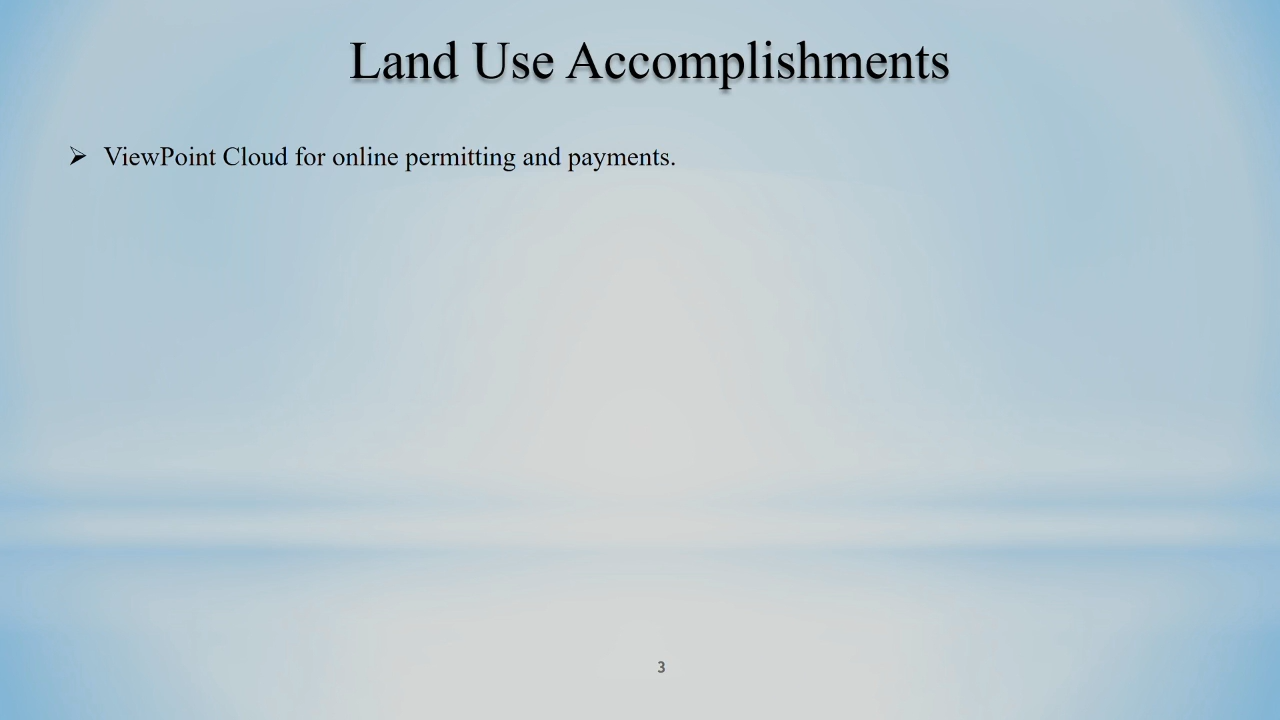 Land Use Accomplishments
➢ ViewPoint Cloud for online permitting and payments.
3